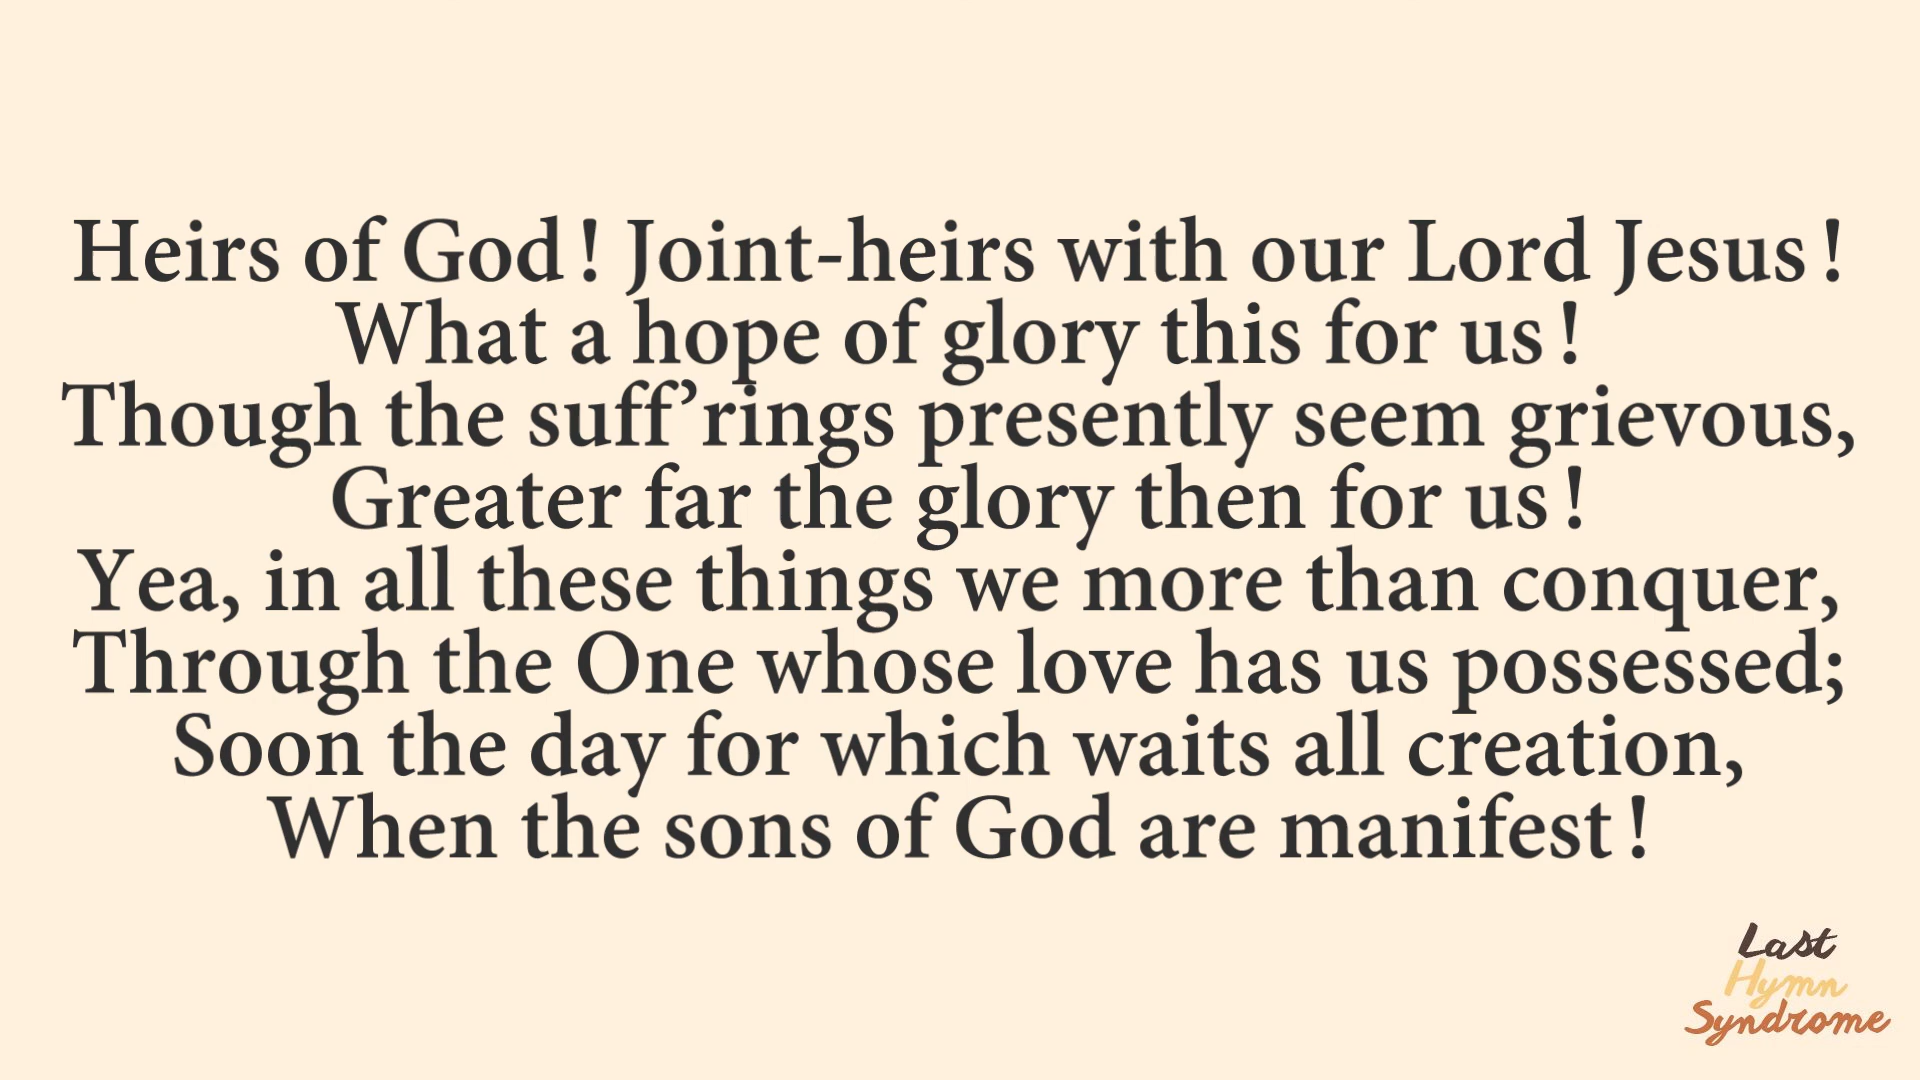 Heirs of God! Joint-heirs with our Lord Jesus!
What a hope of glory this for us!
Though the suff’rings presently seem grievous,
Greater far the glory then for us!
Yea, in all these things we more than conquer,
Through the One whose love has us possessed;
Soon the day for which waits all creation,
When the sons of God are manifest!
Last
Hymn
Syndrome